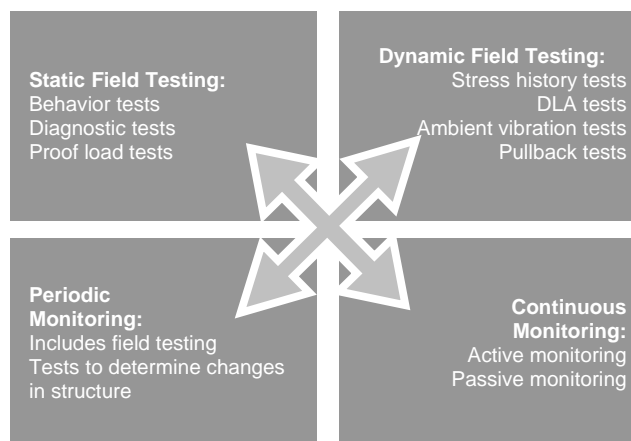 Static Field Testing:
Behavior tests
Diagnostic tests
Proof load tests
Dynamic Field Testing:
Stress history tests
DLA tests
Ambient vibration tests
Pullback tests
Periodic
Monitoring:
Includes field testing
Tests to determine changes
in structure
Continuous
Monitoring:
Active monitoring
Passive monitoring